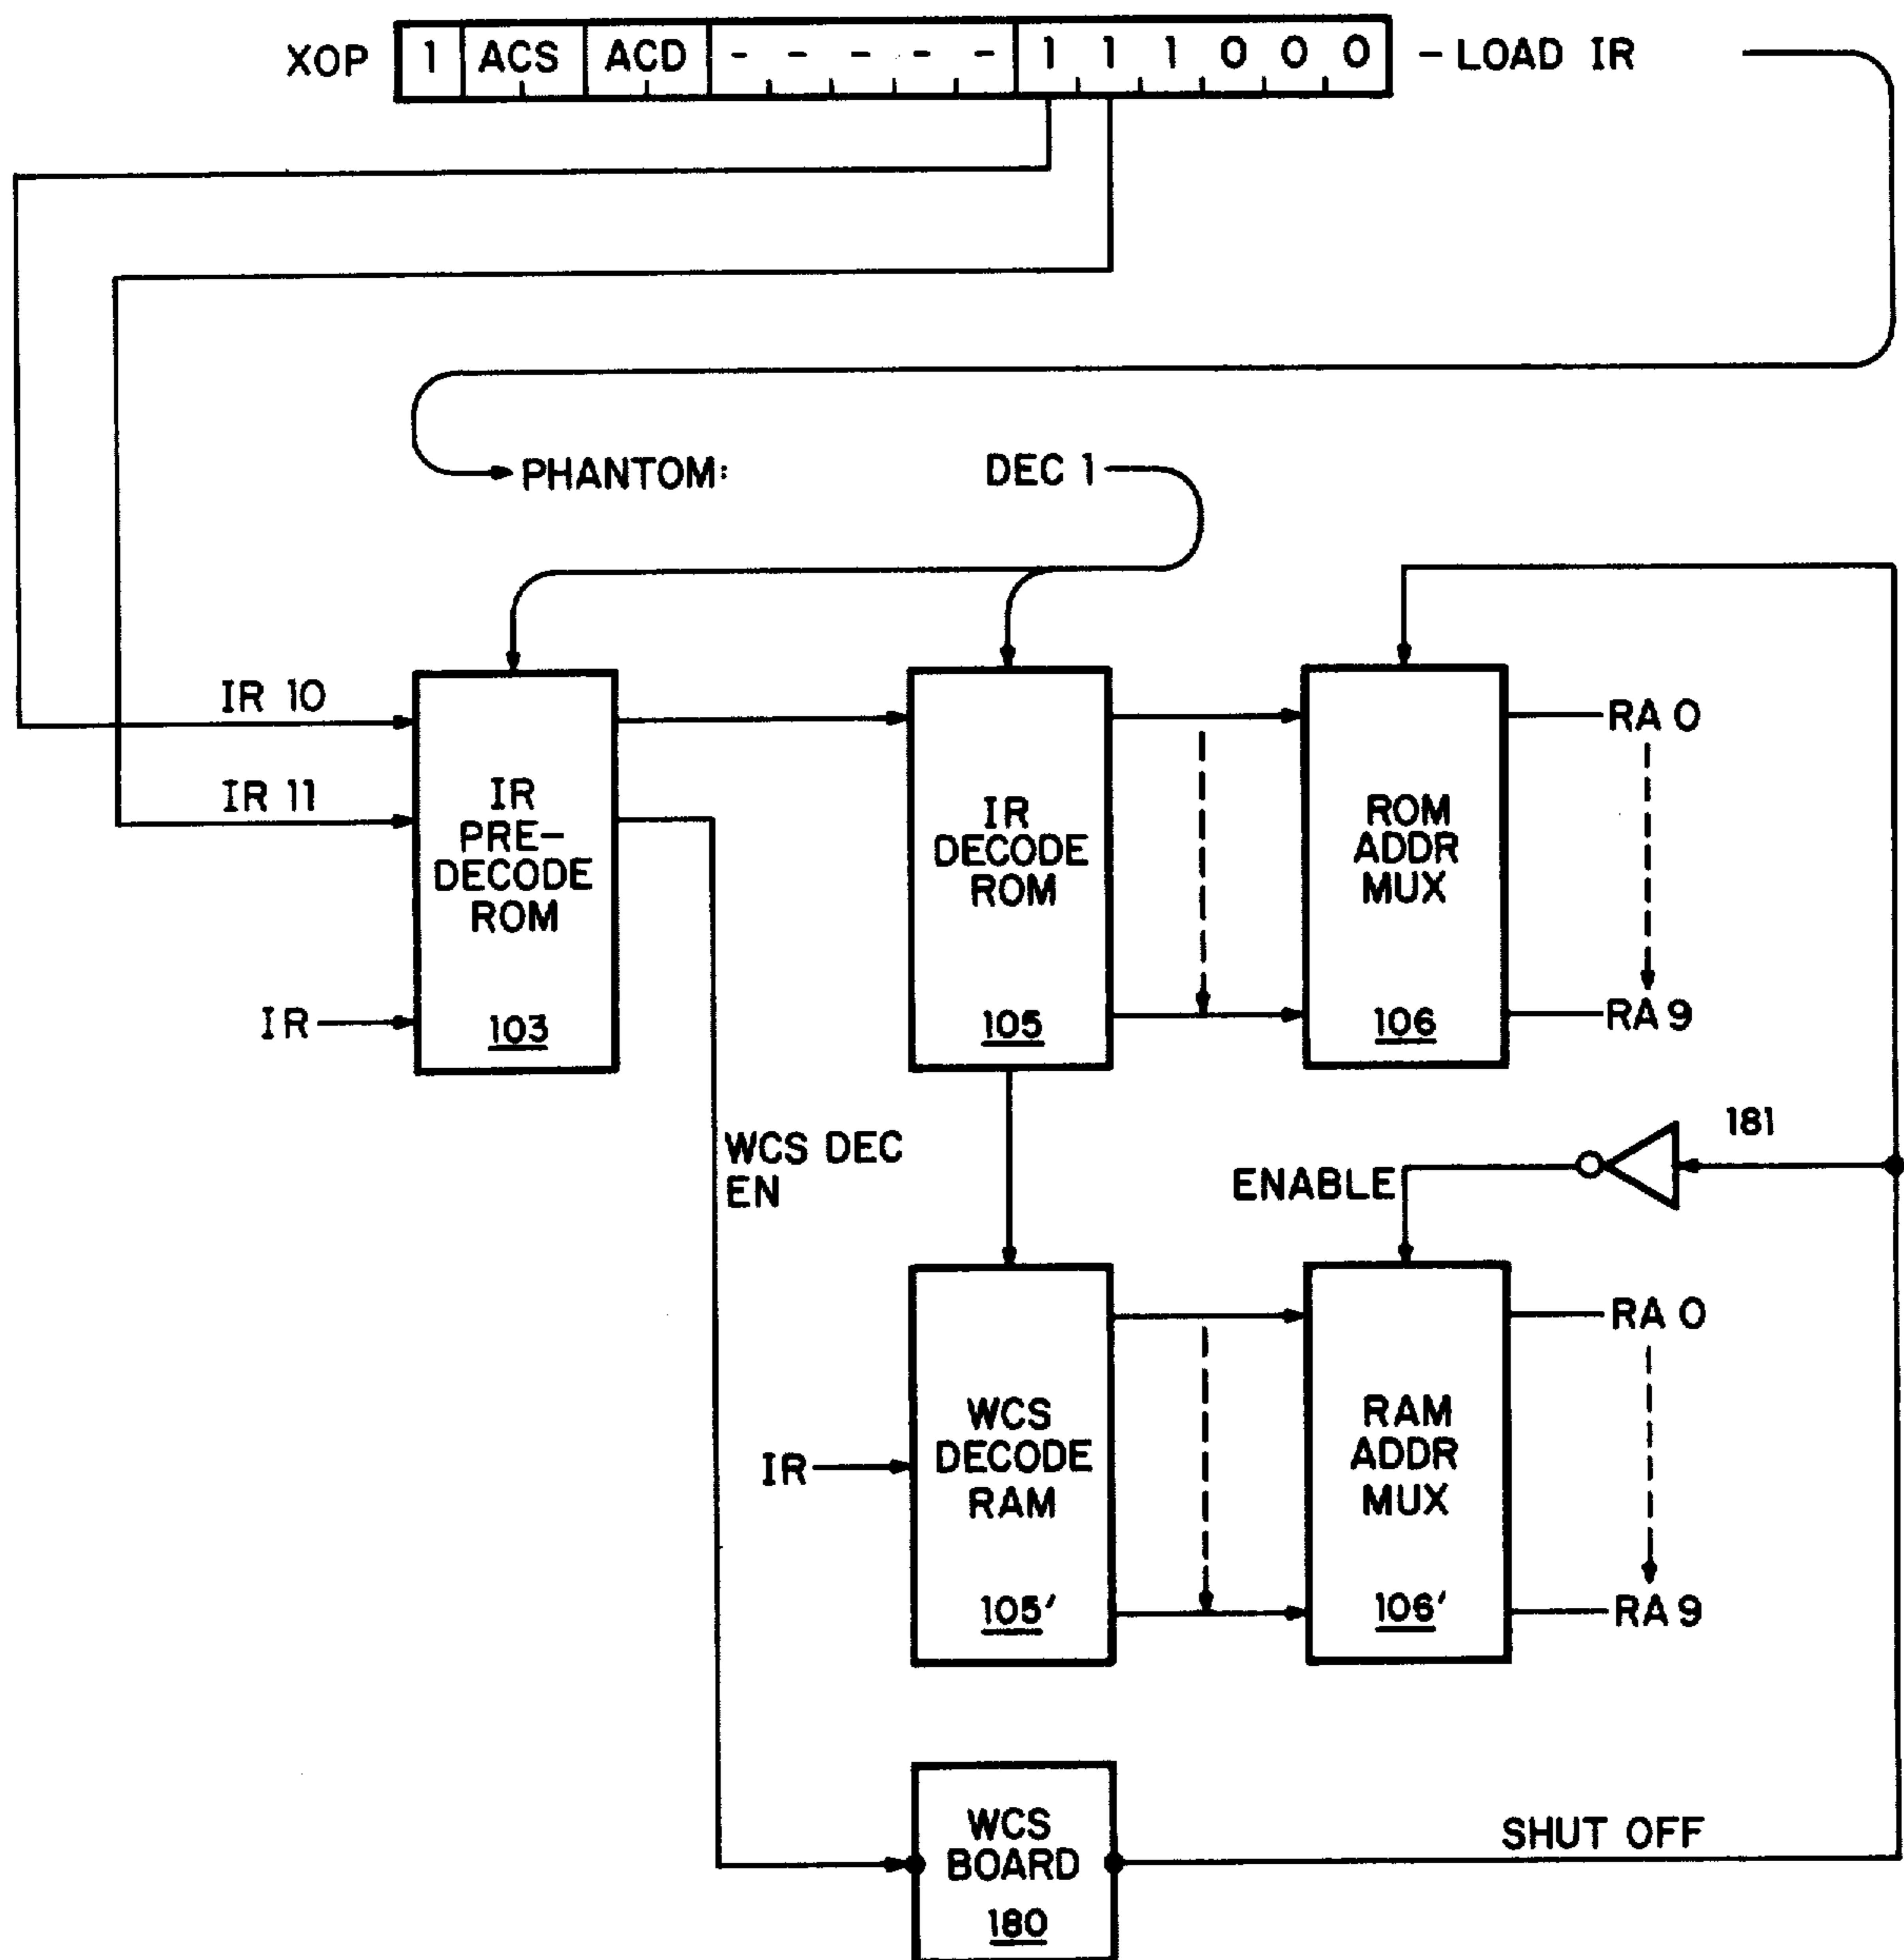 XOP 1 ACS ACD - - - - - 1 1 1 0 0 0 - LOAD IR
PHANTOM: DEC 1
IR 10
IR 11
IR
IR
PRE-
DECODE
ROM
103
IR
DECODE
ROM
105
ROM
ADDR
MUX
106
RA 0
RA 9
WCS DEC
EN
ENABLE
181
IR
WCS
DECODE
RAM
105'
RAM
ADDR
MUX
106'
RA 0
RA 9
WCS
BOARD
180
SHUT OFF